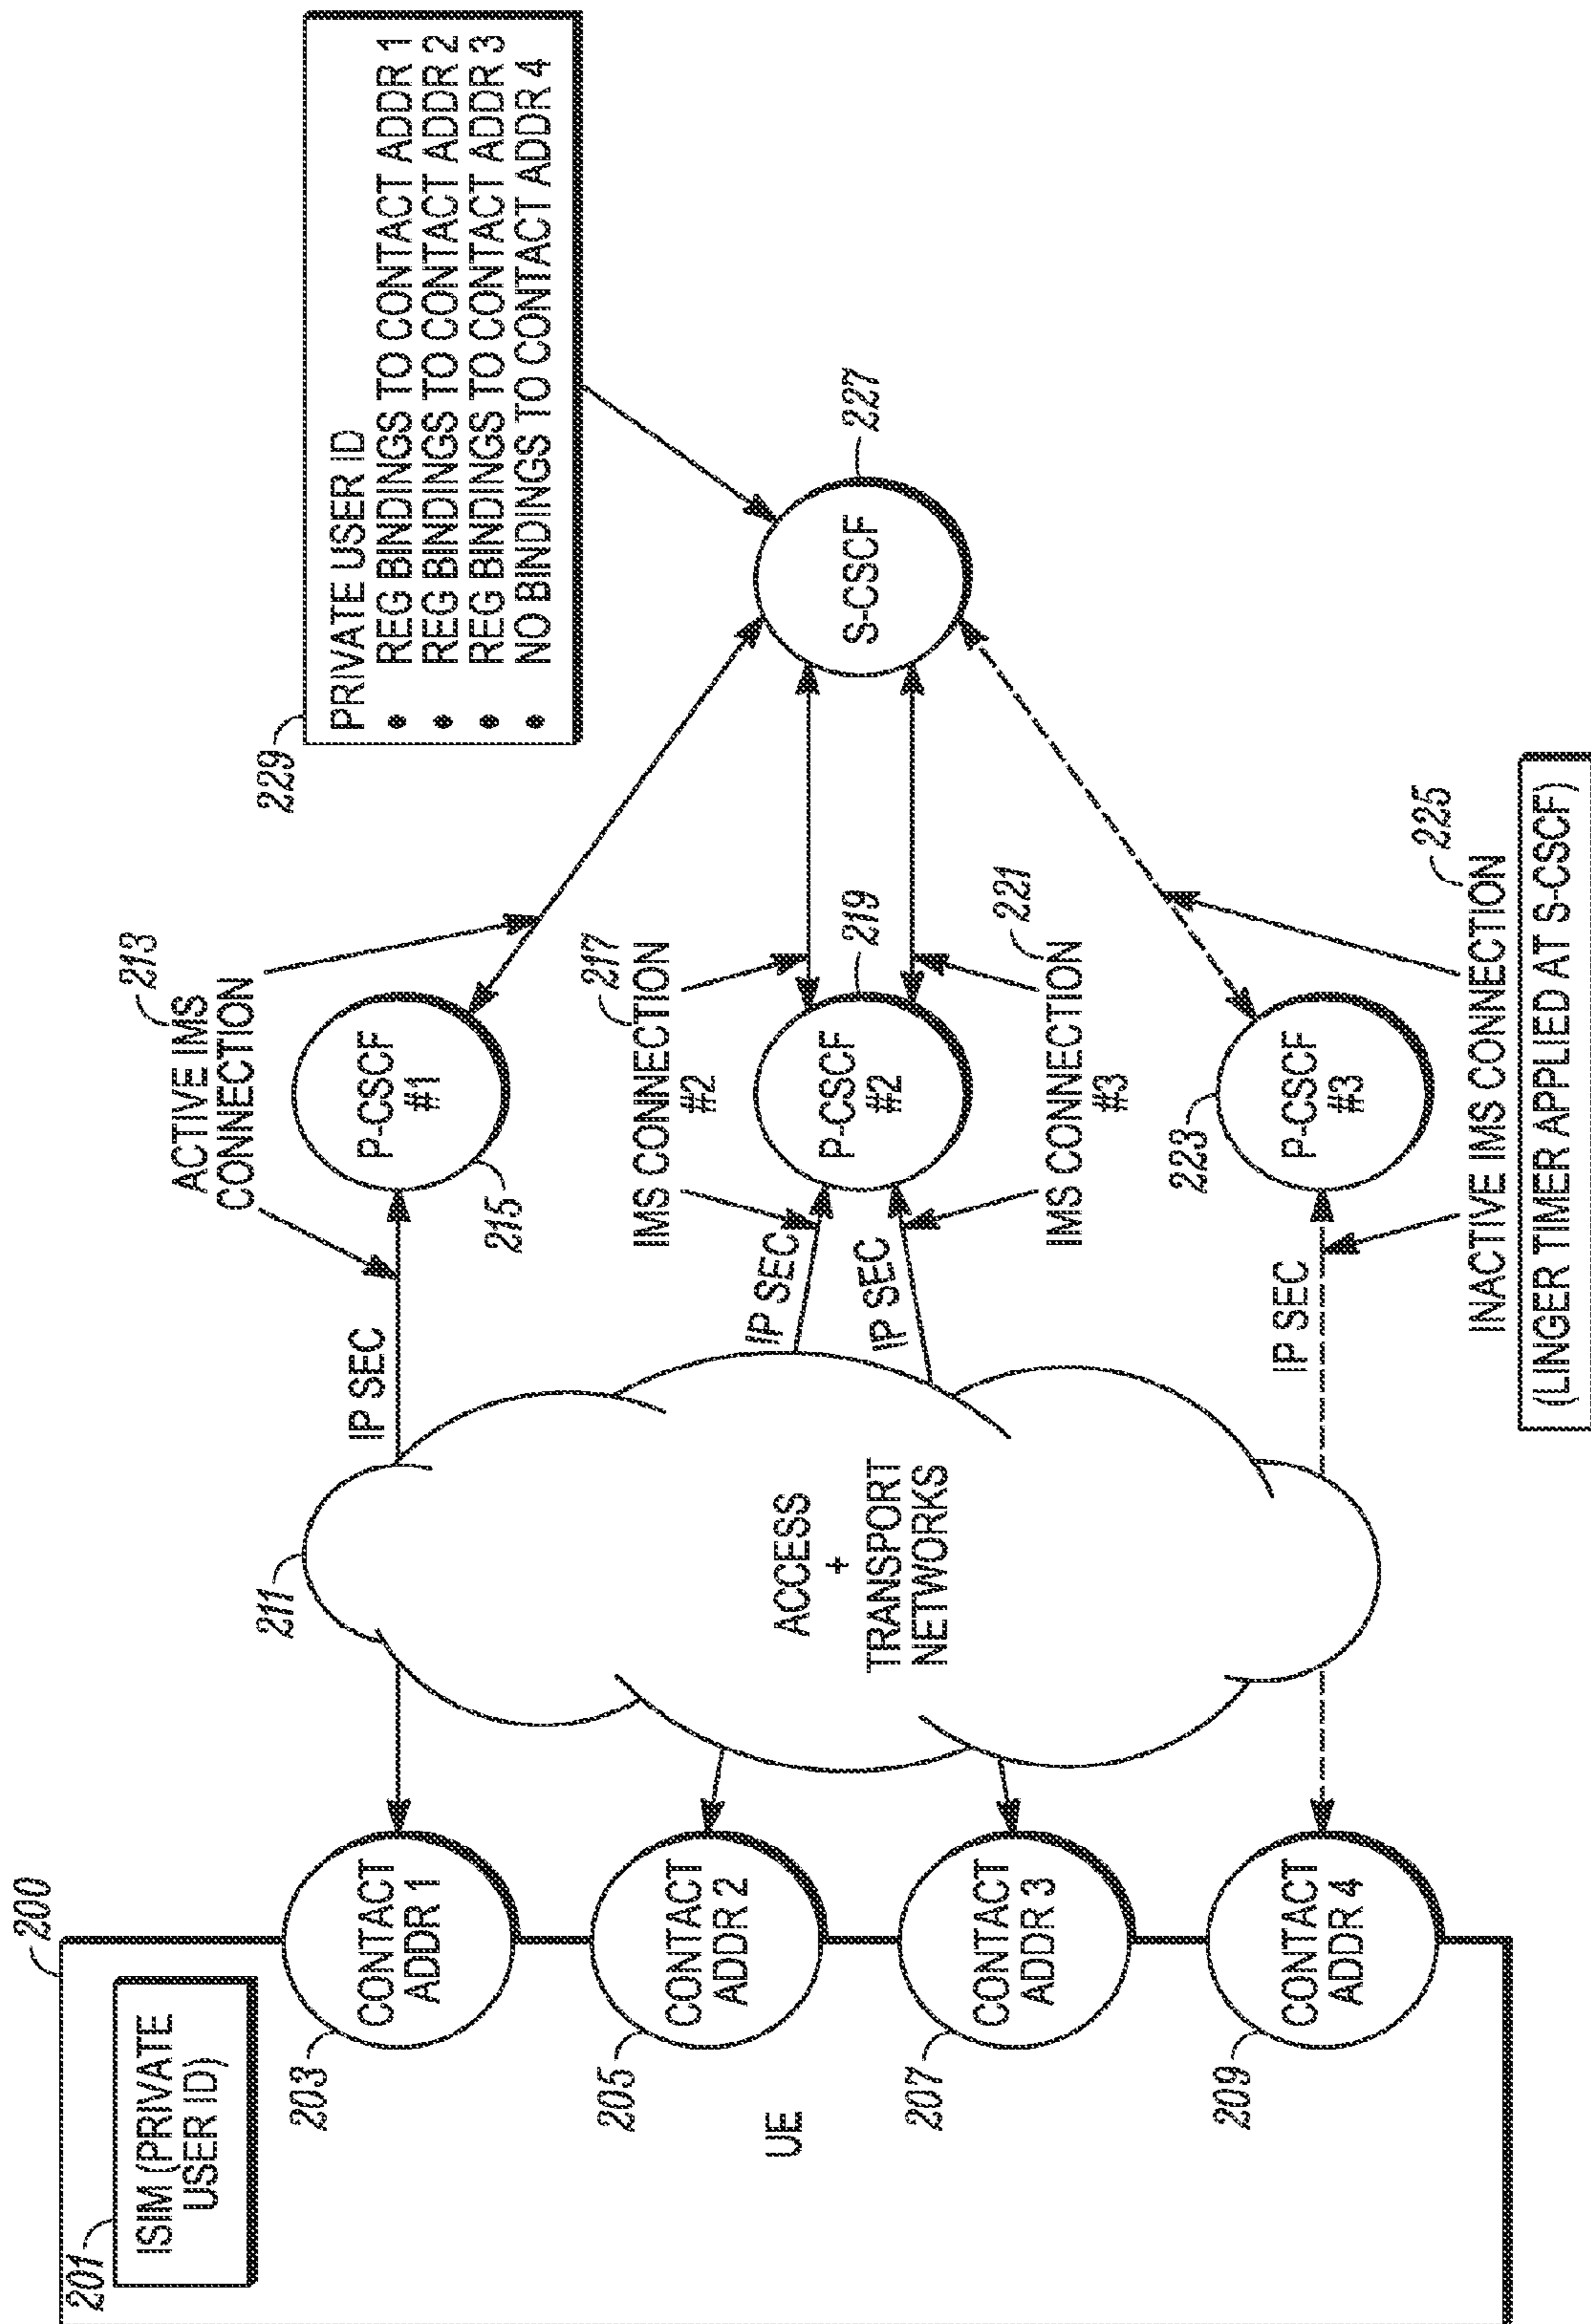 200
201
ISIM (PRIVATE
USER ID)
UE
203
CONTACT
ADDR 1
205
CONTACT
ADDR 2
207
CONTACT
ADDR 3
209
CONTACT
ADDR 4
211
ACCESS
+
TRANSPORT
NETWORKS
IP SEC
IP SEC
IP SEC
IP SEC
213
ACTIVE IMS
CONNECTION
P-CSCF
#1
215
217
IMS CONNECTION
#2
219
P-CSCF
#2
221
IMS CONNECTION
#3
223
P-CSCF
#3
225
INACTIVE IMS CONNECTION
(LINGER TIMER APPLIED AT S-CSCF)
S-CSCF
227
229
PRIVATE USER ID
• REG BINDINGS TO CONTACT ADDR 1
• REG BINDINGS TO CONTACT ADDR 2
• REG BINDINGS TO CONTACT ADDR 3
• NO BINDINGS TO CONTACT ADDR 4